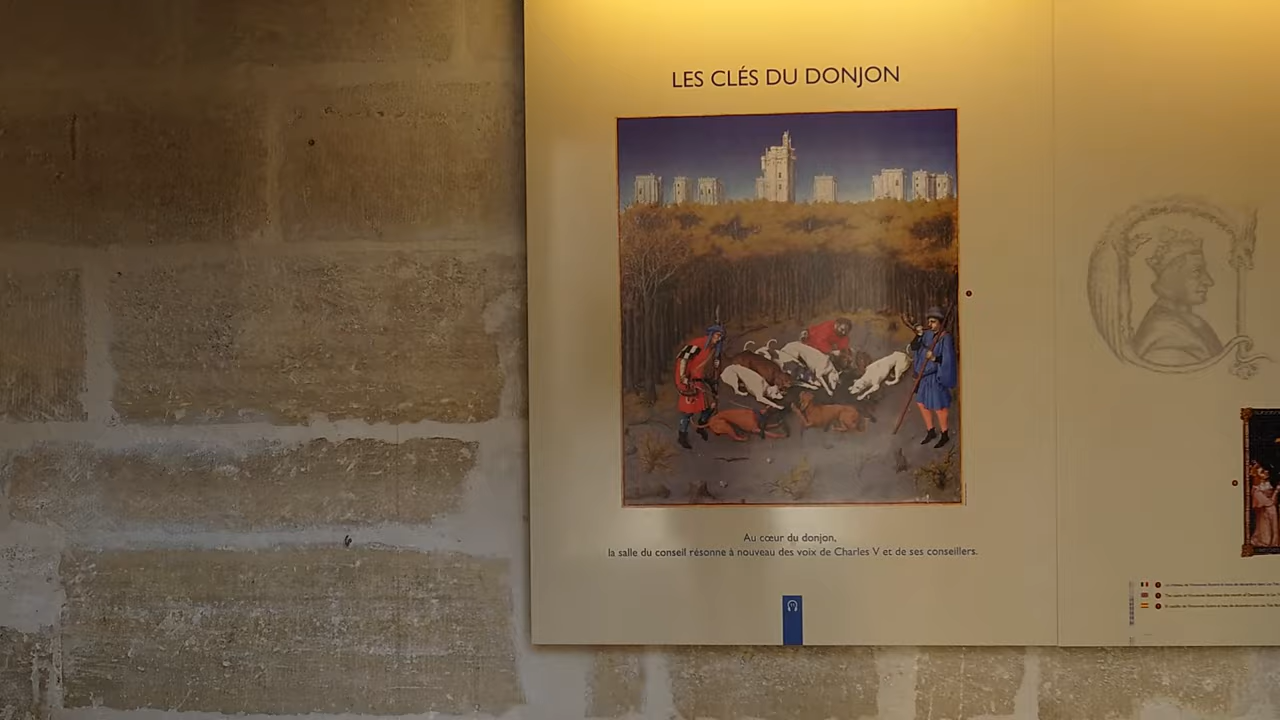 LES CLÉS DU DONJON
Au cœur du donjon,
la salle du conseil résonne à nouveau des voix de Charles V et de ses conseillers.